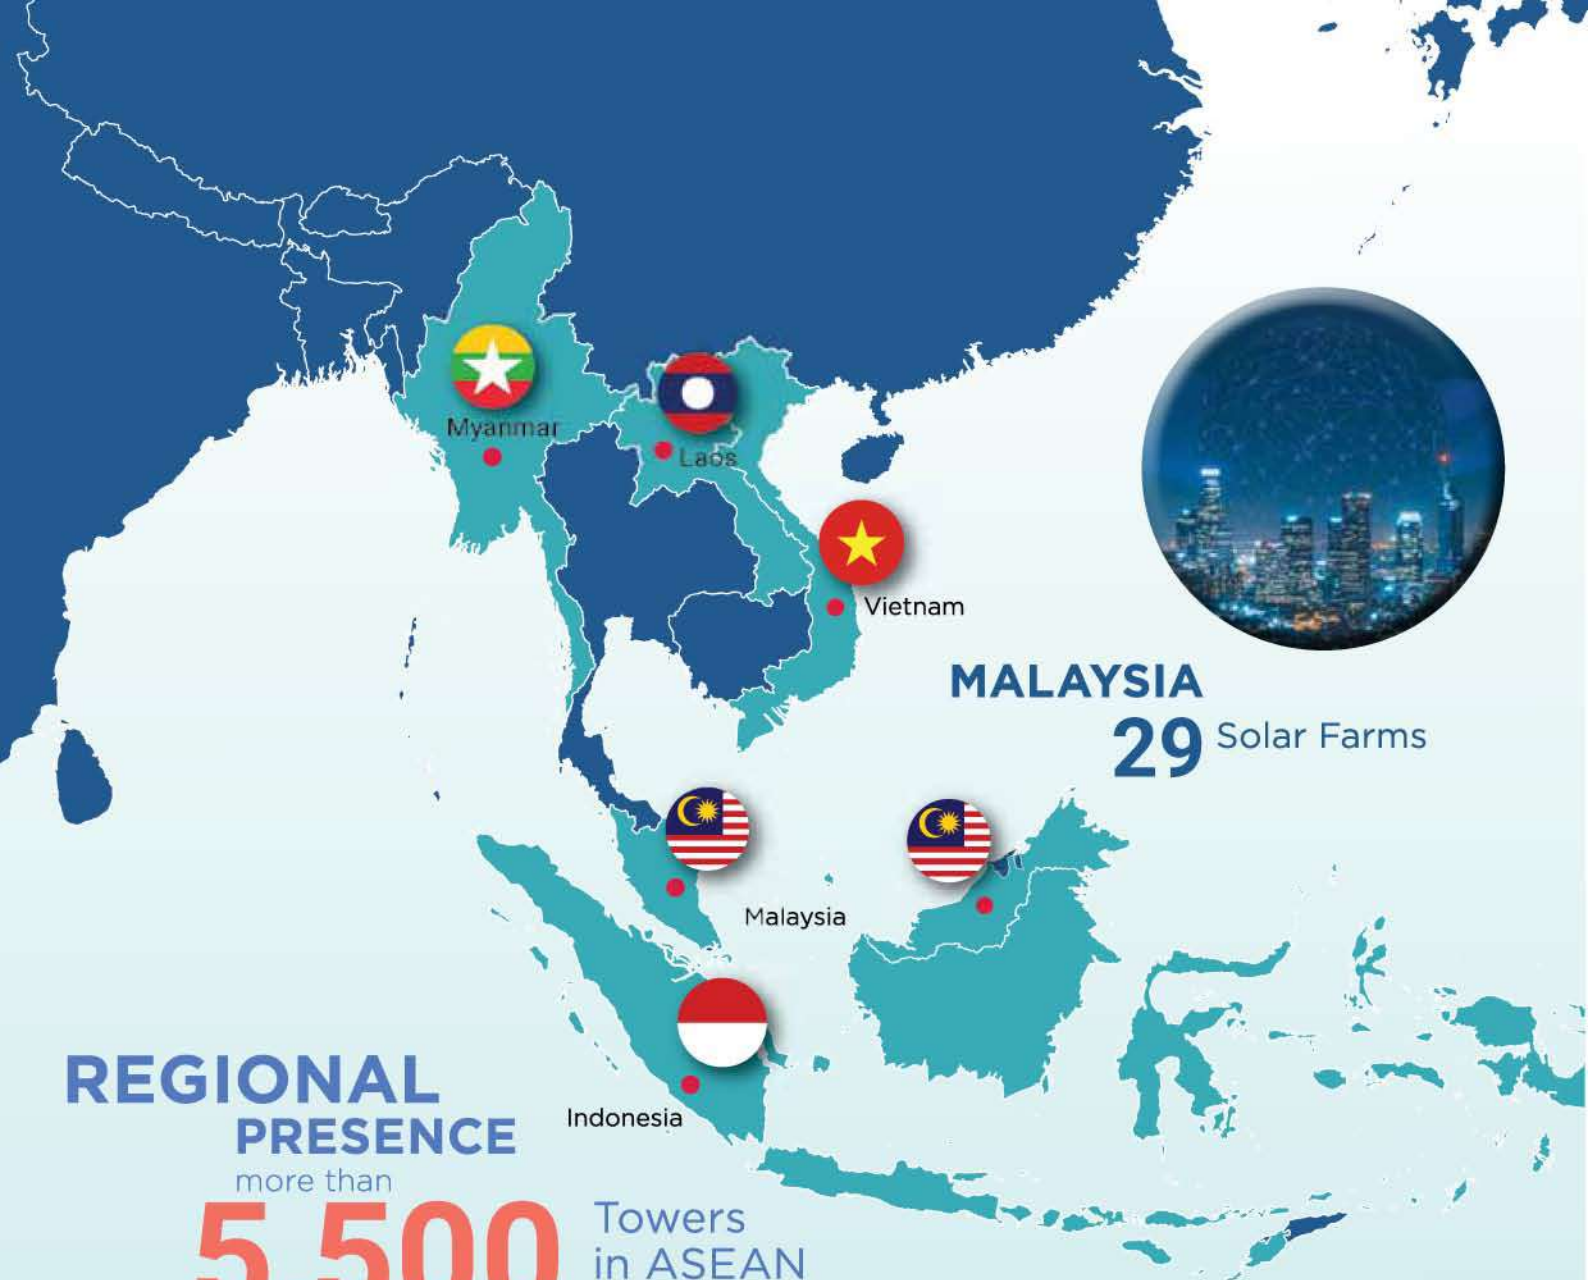 Myanmar
Laos
Vietnam
MALAYSIA
29 Solar Farms
Malaysia
Indonesia
REGIONAL
PRESENCE
more than
5,500 Towers
in ASEAN